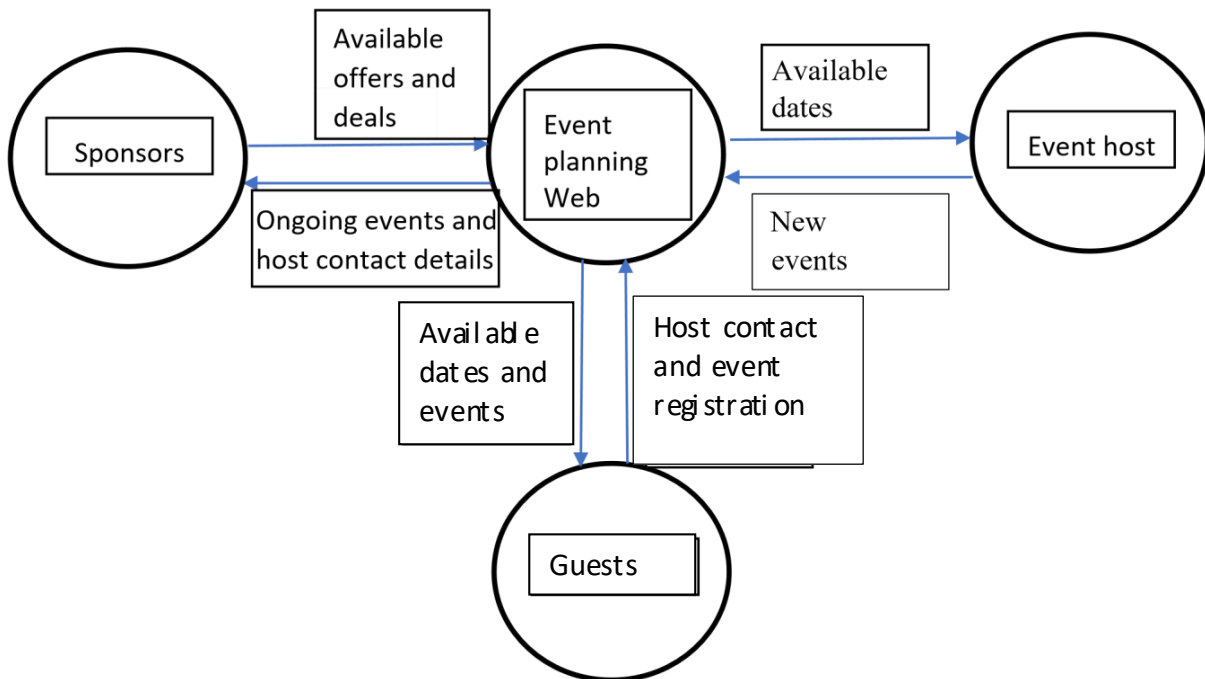 Available
offers and
deals
Available
dates
Sponsors
Event
planning
Web
Event host
Ongoing events and
host contact details
New
events
Available
dates and
events
Host contact
and event
registration
Guests